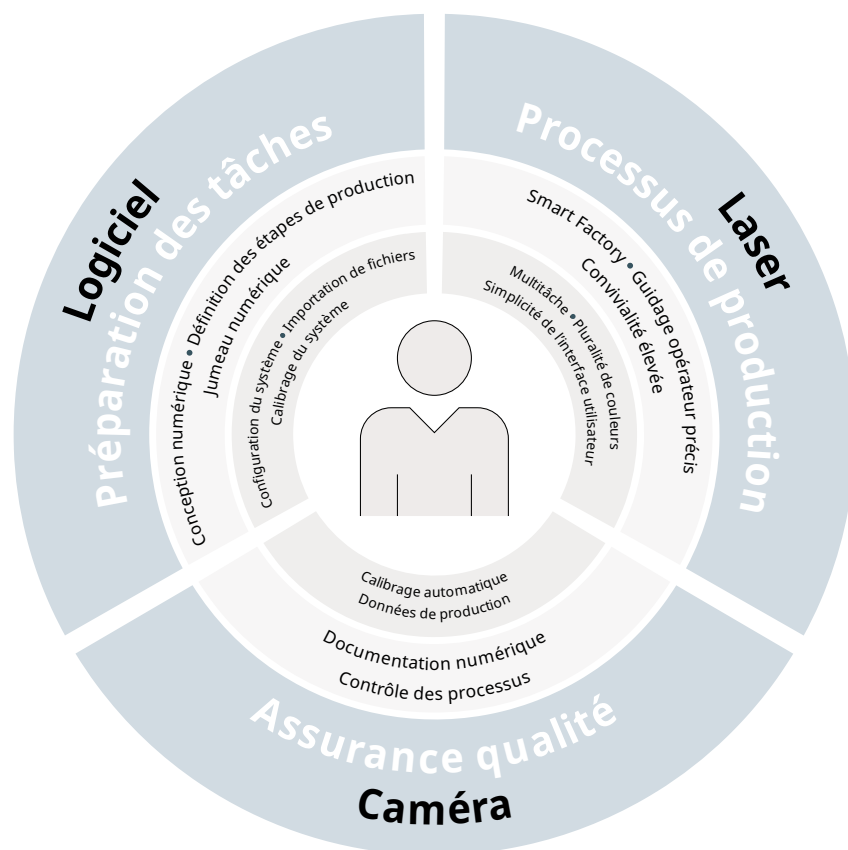 Logiciel
Préparation des tâches
Conception numérique • Définition des étapes de production
Jumeau numérique
Configuration du système • Importation de fichiers
Calibrage du système
Laser
Processus de production
Smart Factory • Guidage opérateur précis
Convivialité élevée
Multitâche • Pluralité de couleurs
Simplicité de l'interface utilisateur
Calibrage automatique
Données de production
Documentation numérique
Contrôle des processus
Assurance qualité
Caméra